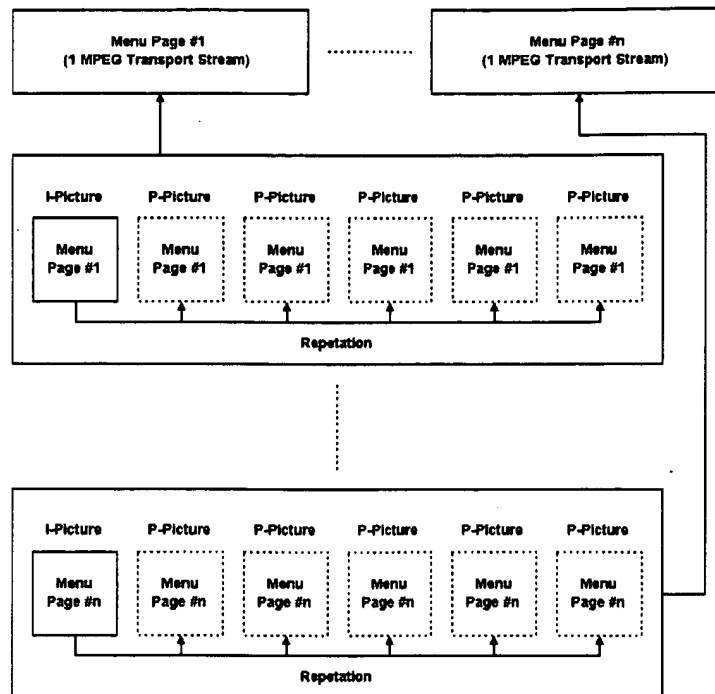 Menu Page #1
(1 MPEG Transport Stream)
Menu Page #n
(1 MPEG Transport Stream)
I-Picture P-Picture P-Picture P-Picture P-Picture P-Picture
Menu Menu Menu Menu Menu Menu
Page #1 Page #1 Page #1 Page #1 Page #1 Page #1
Repetation
I-Picture P-Picture P-Picture P-Picture P-Picture P-Picture
Menu Menu Menu Menu Menu Menu
Page #n Page #n Page #n Page #n Page #n Page #n
Repetation